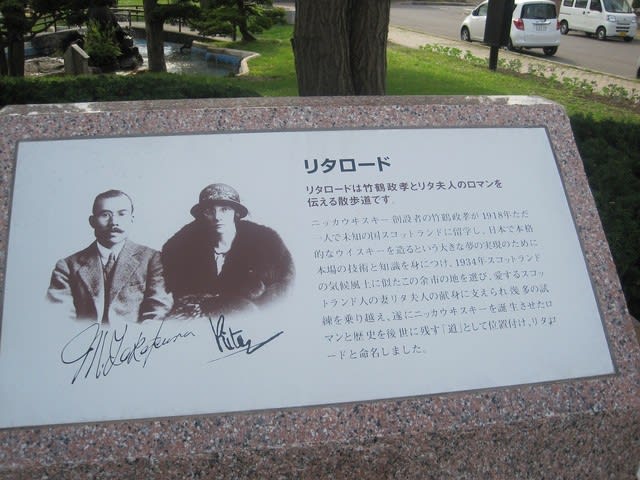 リタロード
リタロードは竹鶴政孝とリタ夫人のロマンを
伝える散歩道です。
ニッカウヰスキー創設者の竹鶴政孝が1918年ただ
一人で未知の国スコットランドに留学し、日本で本格
的なウイスキーを造るという大きな夢の実現のために
本場の技術と知識を身につけ、1934年スコットランド
の気候風土に似たこの余市の地を選び、愛するスコッ
トランド人の妻リタ夫人の献身に支えられ幾多の試
練を乗り越え、遂にニッカウヰスキーを誕生させたロ
マンと歴史を後世に残す「道」として位置付け、リタロ
ードと命名しました。
M. Taketsuru
Rita